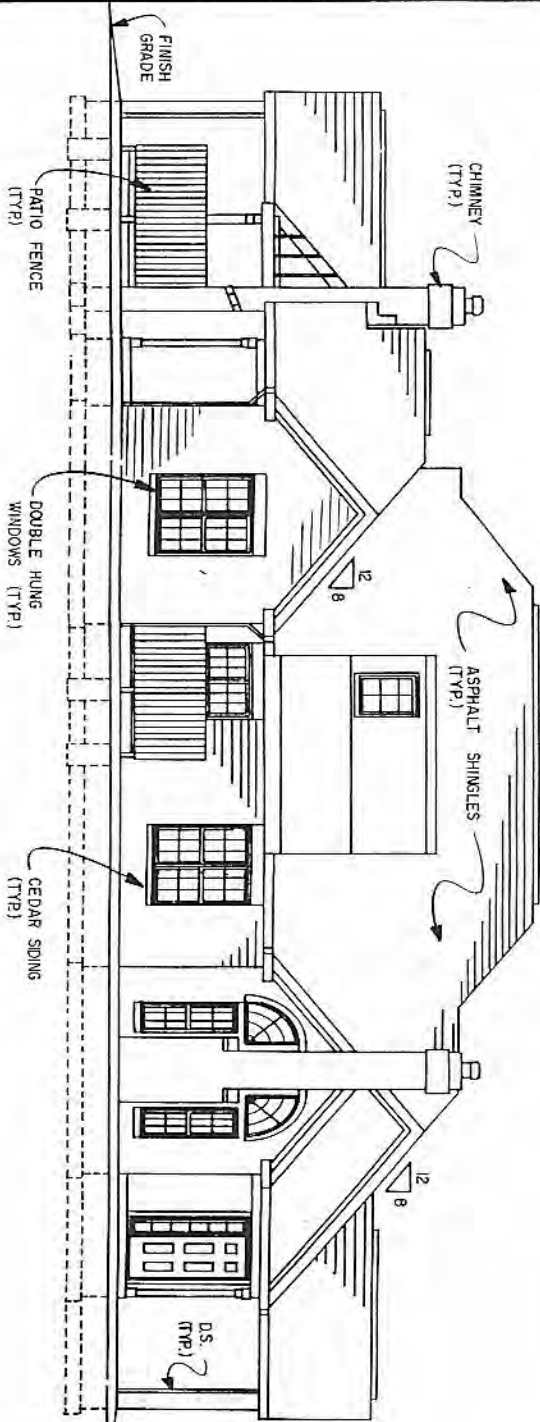 FINISH
GRADE
CHIMNEY
(TYP.)
PATIO FENCE
(TYP.)
DOUBLE HUNG
WINDOWS (TYP.)
12
8
ASPHALT SHINGLES
(TYP.)
CEDAR SIDING
(TYP.)
12
8
D.S.
(TYP.)